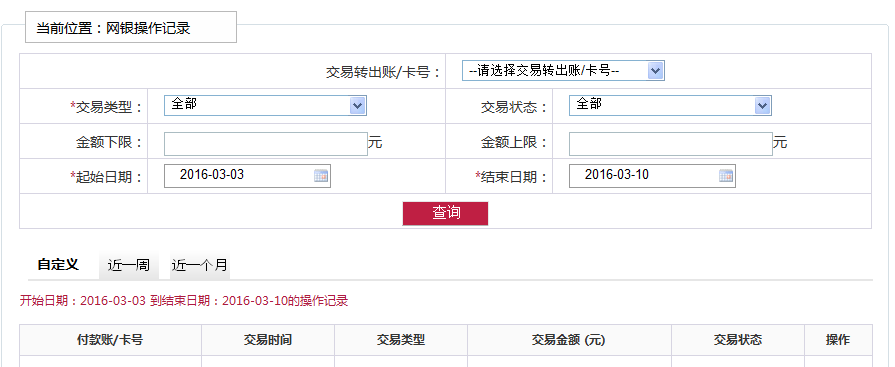 当前位置：网银操作记录
交易转出账/卡号： --请选择交易转出账/卡号--
*交易类型： 全部 交易状态： 全部
金额下限： 元 金额上限： 元
*起始日期： 2016-03-03 *结束日期： 2016-03-10
查询
自定义 近一周 近一个月
开始日期：2016-03-03 到结束日期：2016-03-10的操作记录
付款账/卡号 交易时间 交易类型 交易金额 (元) 交易状态 操作